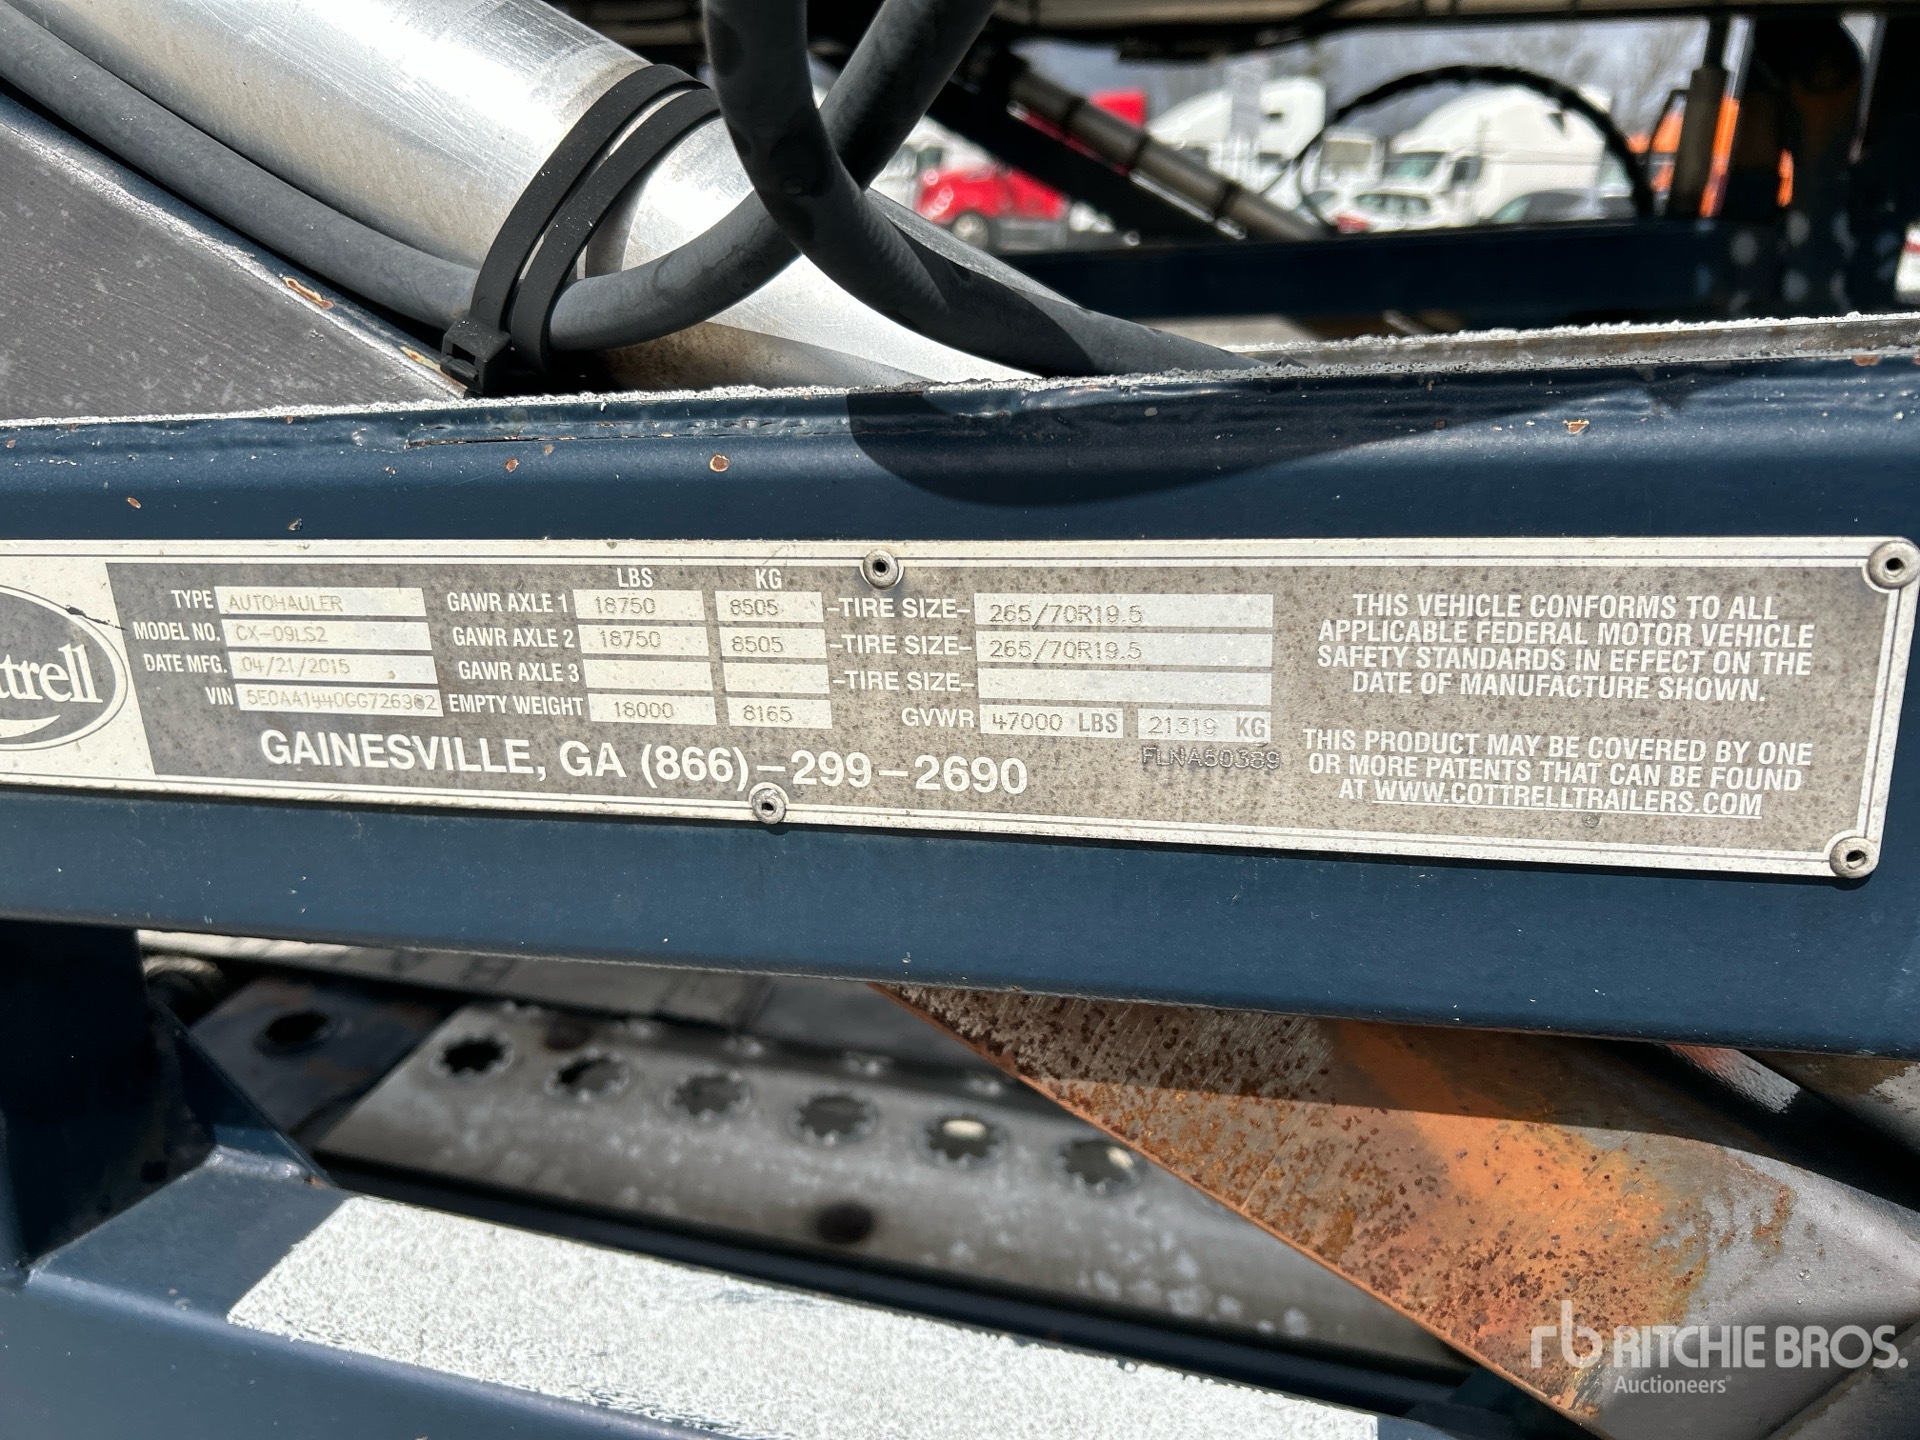 LBS KG
TYPE AUTOHAULER GAWR AXLE 1 18750 8505 -TIRE SIZE- 265/70R19.5
MODEL NO. CX-09LS2 GAWR AXLE 2 18750 8505 -TIRE SIZE- 265/70R19.5
DATE MFG. 04/21/2015 GAWR AXLE 3 -TIRE SIZE-
VIN EMPTY WEIGHT 18000 8165 GVWR 47000 LBS 21319 KG
ttrell
GAINESVILLE, GA (866)-299-2690
FLNA50389
THIS VEHICLE CONFORMS TO ALL
APPLICABLE FEDERAL MOTOR VEHICLE
SAFETY STANDARDS IN EFFECT ON THE
DATE OF MANUFACTURE SHOWN.
THIS PRODUCT MAY BE COVERED BY ONE
OR MORE PATENTS THAT CAN BE FOUND
AT WWW.COTTRELLTRAILERS.COM
rb RITCHIE BROS.
Auctioneers